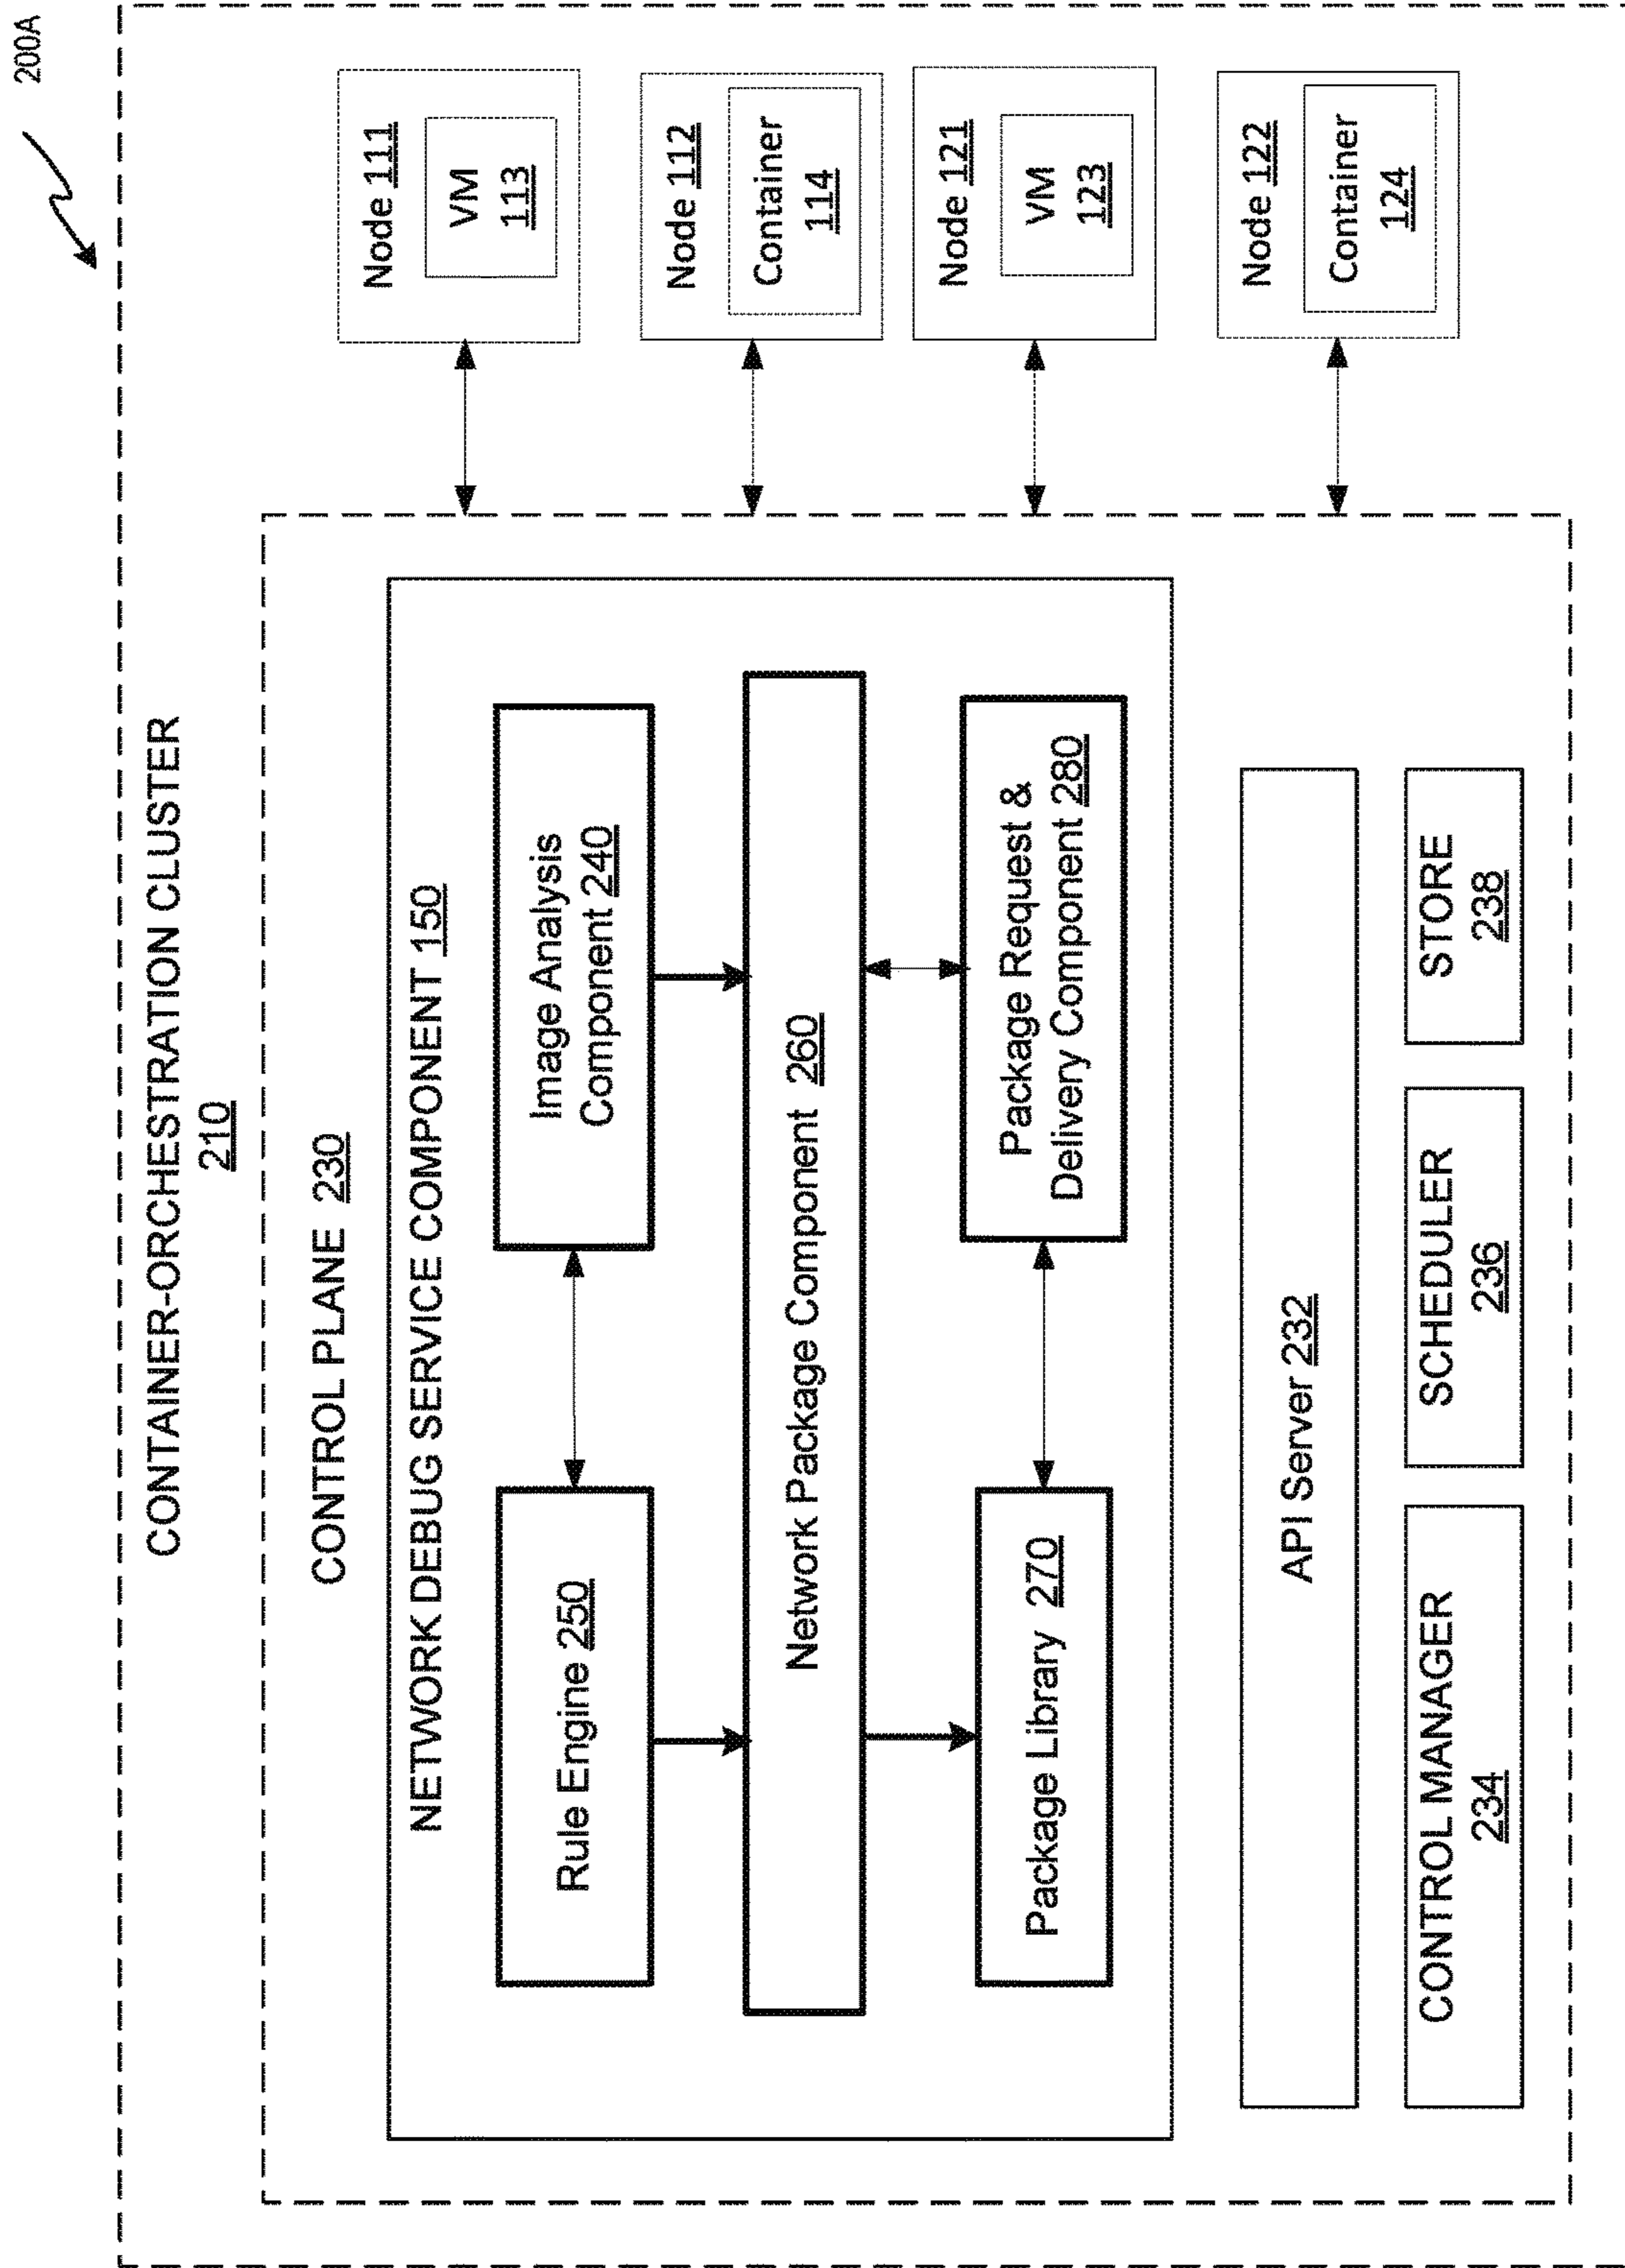 200A
CONTAINER-ORCHESTRATION CLUSTER
210
CONTROL PLANE 230
NETWORK DEBUG SERVICE COMPONENT 150
Rule Engine 250
Image Analysis
Component 240
Network Package Component 260
Package Library 270
Package Request &
Delivery Component 280
API Server 232
CONTROL MANAGER
234
SCHEDULER
236
STORE
238
Node 111
VM
113
Node 112
Container
114
Node 121
VM
123
Node 122
Container
124